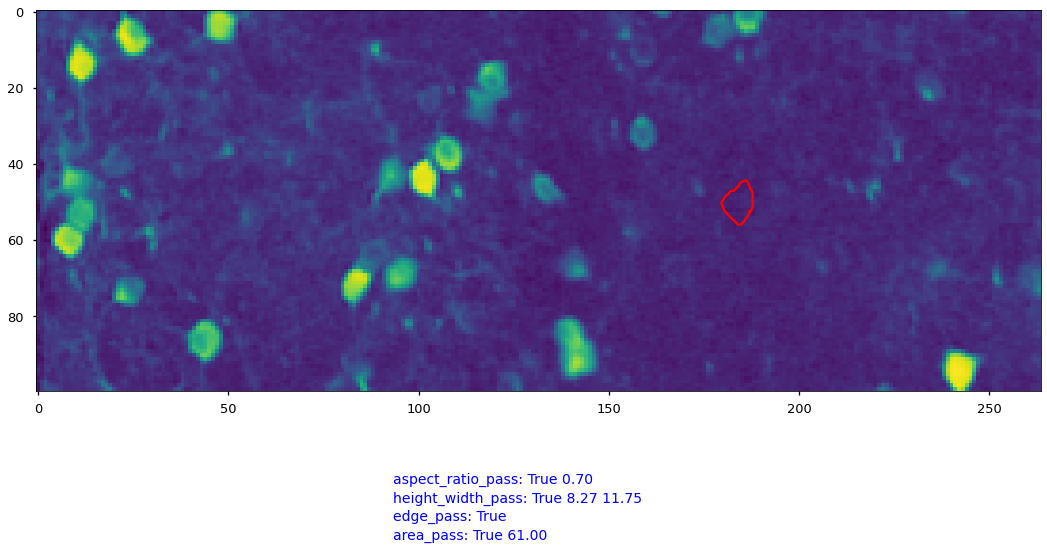 0
20
40
60
80
0 50 100 150 200 250
aspect_ratio_pass: True 0.70
height_width_pass: True 8.27 11.75
edge_pass: True
area_pass: True 61.00